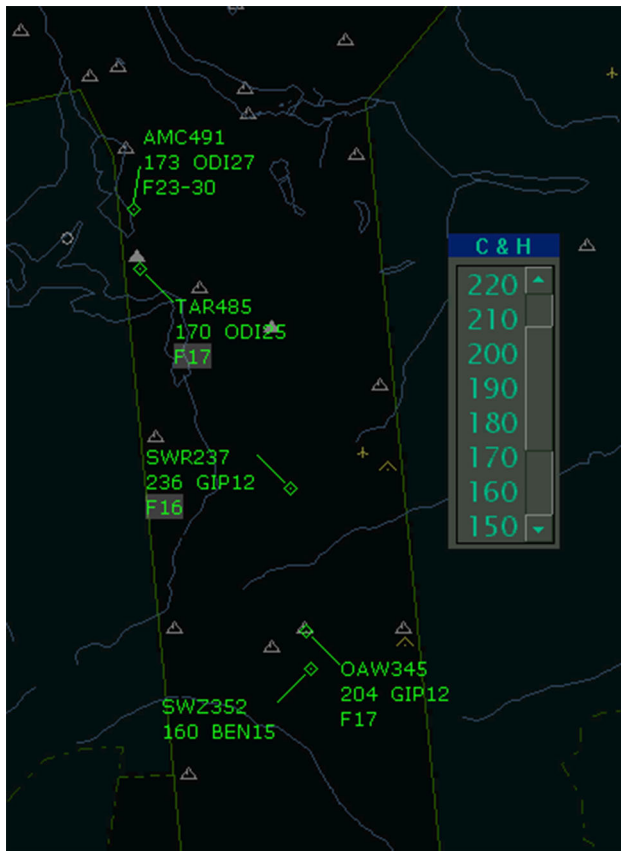 AMC491
173 ODI27
F23-30
C & H
220
210
200
190
180
170
160
150
TAR485
170 ODI25
F17
SWR237
236 GIP12
F16
OAW345
204 GIP12
F17
SWZ352
160 BEN15